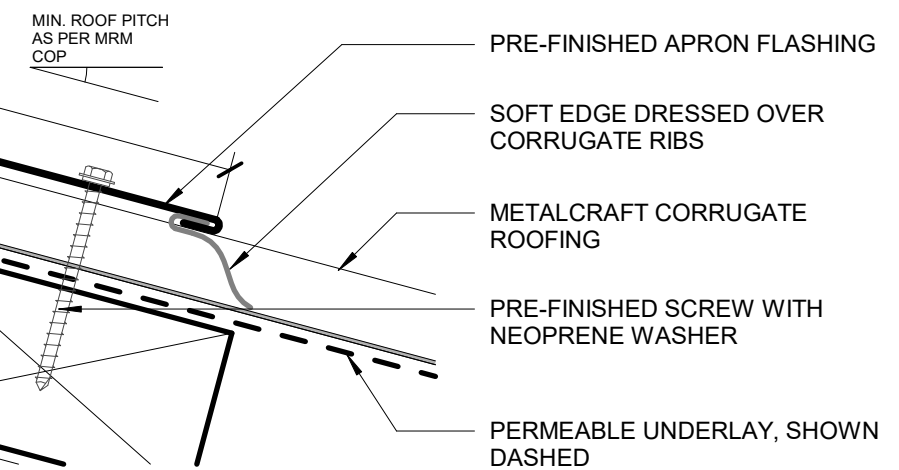 MIN. ROOF PITCH
AS PER MRM
COP
PRE-FINISHED APRON FLASHING
SOFT EDGE DRESSED OVER
CORRUGATE RIBS
METALCRAFT CORRUGATE
ROOFING
PRE-FINISHED SCREW WITH
NEOPRENE WASHER
PERMEABLE UNDERLAY, SHOWN
DASHED